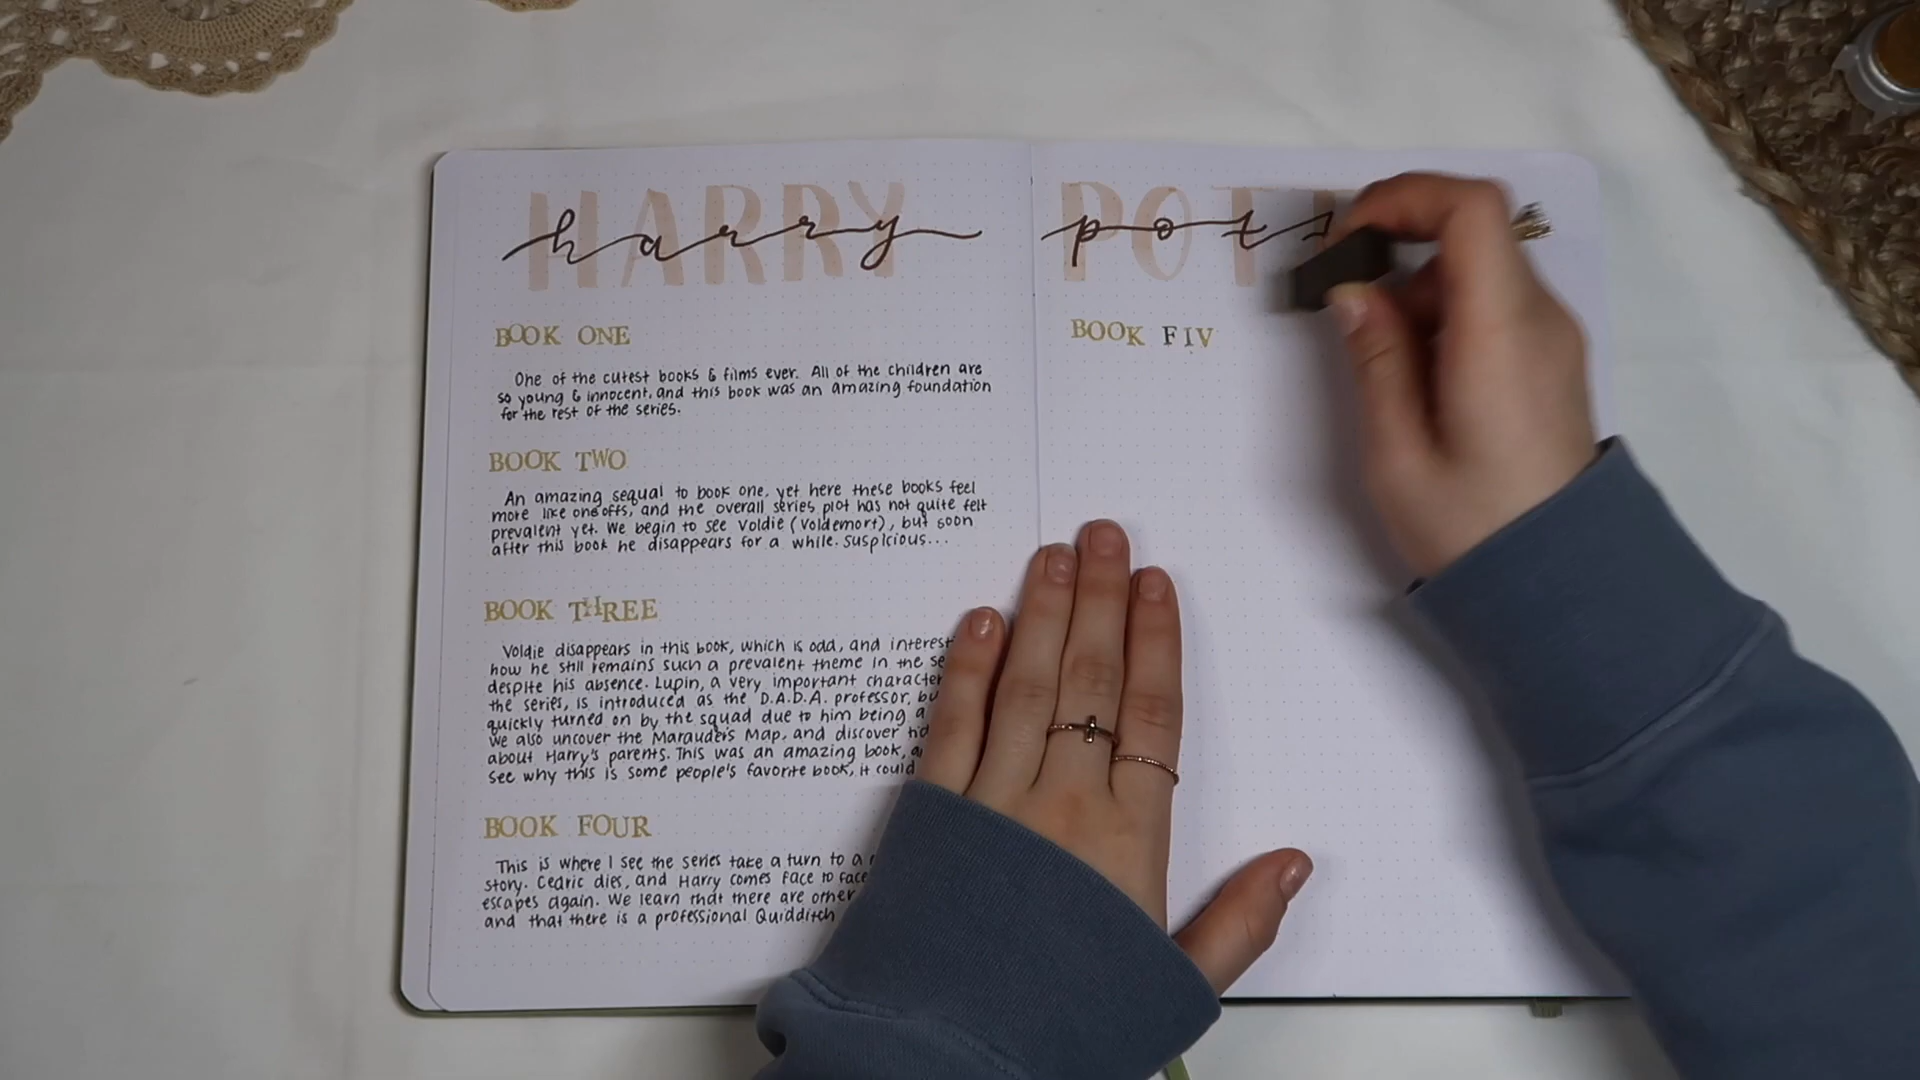 HARRY
harry
BOOK ONE
One of the cutest books & films ever. All of the children are
so young & innocent, and this book was an amazing foundation
for the rest of the series.
BOOK TWO
An amazing sequal to book one, yet here these books feel
more like one offs, and the overall series plot has not quite felt
prevalent yet. We begin to see Voldie (Voldemort), but soon
after this book he disappears for a while. Suspicious...
BOOK THREE
Voldie disappears in this book, which is odd, and interest
how he still remains such a prevalent theme in the se
despite his absence. Lupin, a very important character
the series, is introduced as the D.A.D.A. professor, bu
quickly turned on by the squad due to him being a
We also uncover the Marauders Map, and discover
about Harry's parents. This was an amazing book,
see why this is some people's favorite book, it could
BOOK FOUR
This is where I see the series take a turn to a
story. Cedric dies, and Harry comes face to face
escapes again. We learn that there are other
and that there is a professional Quidditch
POT
pot
BOOK FIV